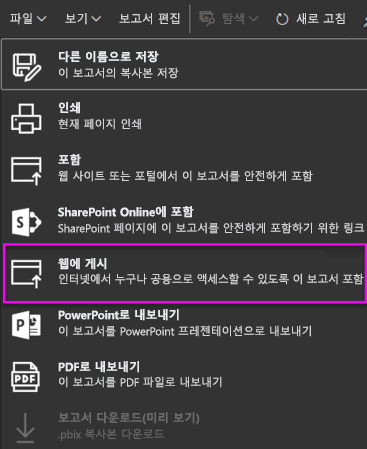 파일 보기 보고서 편집 탐색 새로 고침
다른 이름으로 저장
이 보고서의 복사본 저장
인쇄
현재 페이지 인쇄
포함
웹 사이트 또는 포털에서 이 보고서를 안전하게 포함
SharePoint Online에 포함
SharePoint 페이지에 이 보고서를 안전하게 포함하기 위한 링크
웹에 게시
인터넷에서 누구나 공용으로 액세스할 수 있도록 이 보고서 포함
PowerPoint로 내보내기
이 보고서를 PowerPoint 프레젠테이션으로 내보내기
PDF로 내보내기
이 보고서를 PDF 파일로 내보내기
보고서 다운로드(미리 보기)
.pbix 복사본 다운로드